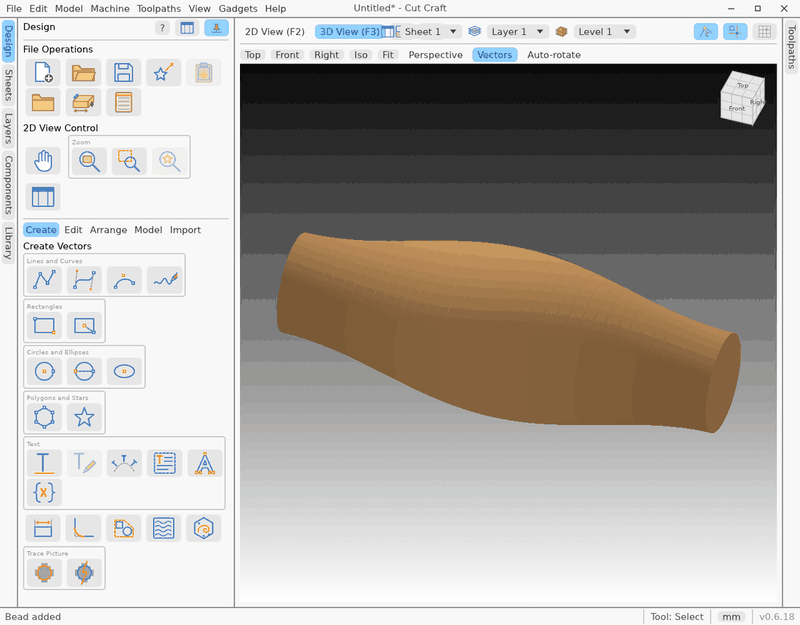 File Edit Model Machine Toolpaths View Gadgets Help
Untitled* - Cut Craft
Design
Sheets
Layers
Components
Library
Design
?
File Operations
2D View Control
Zoom
Create Edit Arrange Model Import
Create Vectors
Lines and Curves
Rectangles
Circles and Ellipses
Polygons and Stars
Text
Trace Picture
2D View (F2) 3D View (F3) Sheet 1 Layer 1 Level 1
Top Front Right Iso Fit Perspective Vectors Auto-rotate
Top
Front
Right
Toolpaths
Bead added
Tool: Select mm v0.6.18